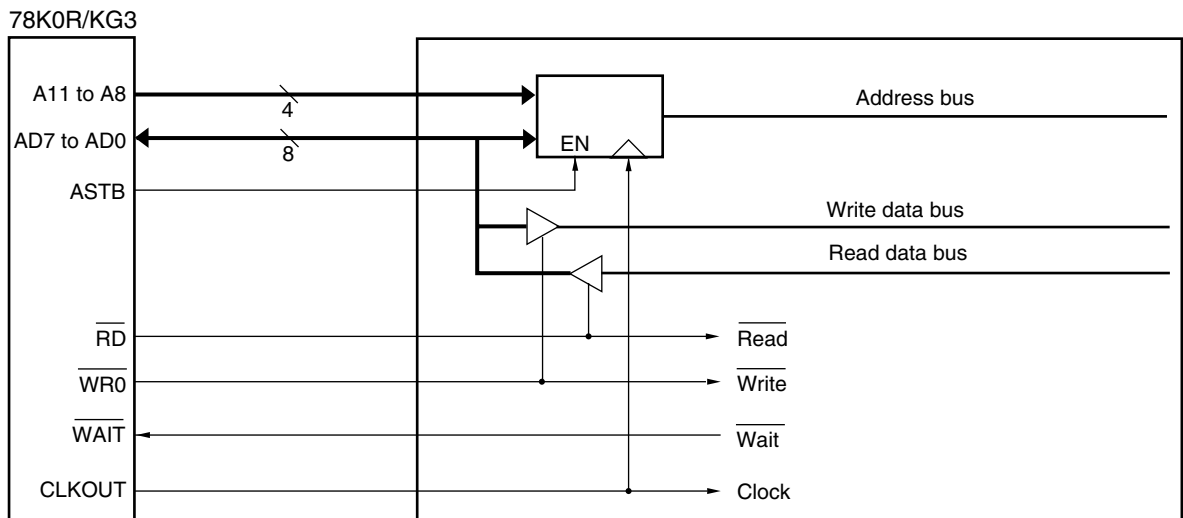 78K0R/KG3
A11 to A8
4
Address bus
AD7 to AD0
8
EN
ASTB
Write data bus
Read data bus
RD
Read
WR0
Write
WAIT
Wait
CLKOUT
Clock